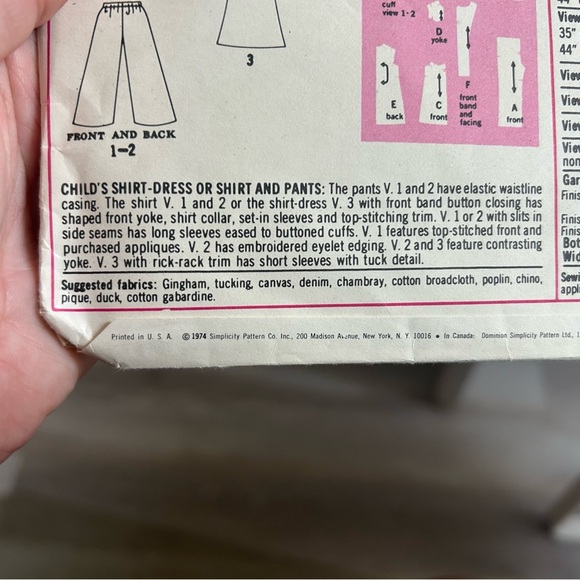 cuff
view 1-2
D
yoke
E
back
C
front
F
front
band
and
facing
A
front
3
FRONT AND BACK
1-2
CHILD'S SHIRT-DRESS OR SHIRT AND PANTS: The pants V. 1 and 2 have elastic waistline
casing. The shirt V. 1 and 2 or the shirt-dress V. 3 with front band button closing has
shaped front yoke, shirt collar, set-in sleeves and top-stitching trim. V. 1 or 2 with slits in
side seams has long sleeves eased to buttoned cuffs. V. 1 features top-stitched front and
purchased appliques. V. 2 has embroidered eyelet edging. V. 2 and 3 feature contrasting
yoke. V. 3 with rick-rack trim has short sleeves with tuck detail.
Suggested fabrics: Gingham, tucking, canvas, denim, chambray, cotton broadcloth, poplin, chino,
pique, duck, cotton gabardine.
Printed in U. S. A. © 1974 Simplicity Pattern Co. Inc., 200 Madison Avenue, New York, N. Y. 10016 • In Canada: Dominion Simplicity Pattern Ltd.,
44"
View
35"
44"
View
View
View
View
non
Gar
Finis
Finis
Finis
Bot
Wid
Sewi
appl